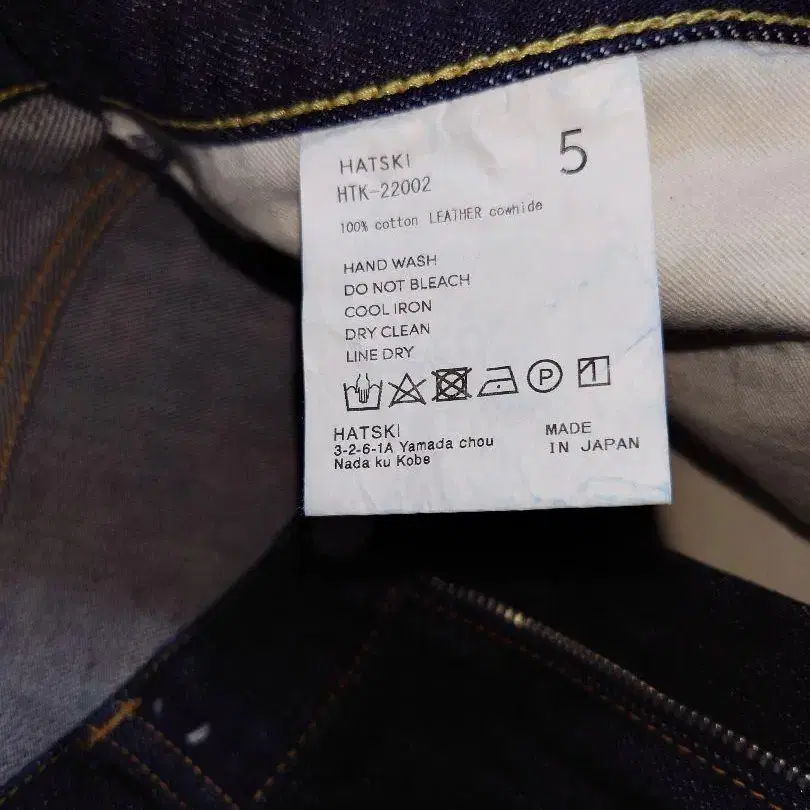 HATSKI 5
HTK-22002
100% cotton LEATHER cowhide
HAND WASH
DO NOT BLEACH
COOL IRON
DRY CLEAN
LINE DRY
P 1
HATSKI
3-2-6-1A Yamada chou
Nada ku Kobe
MADE
IN JAPAN